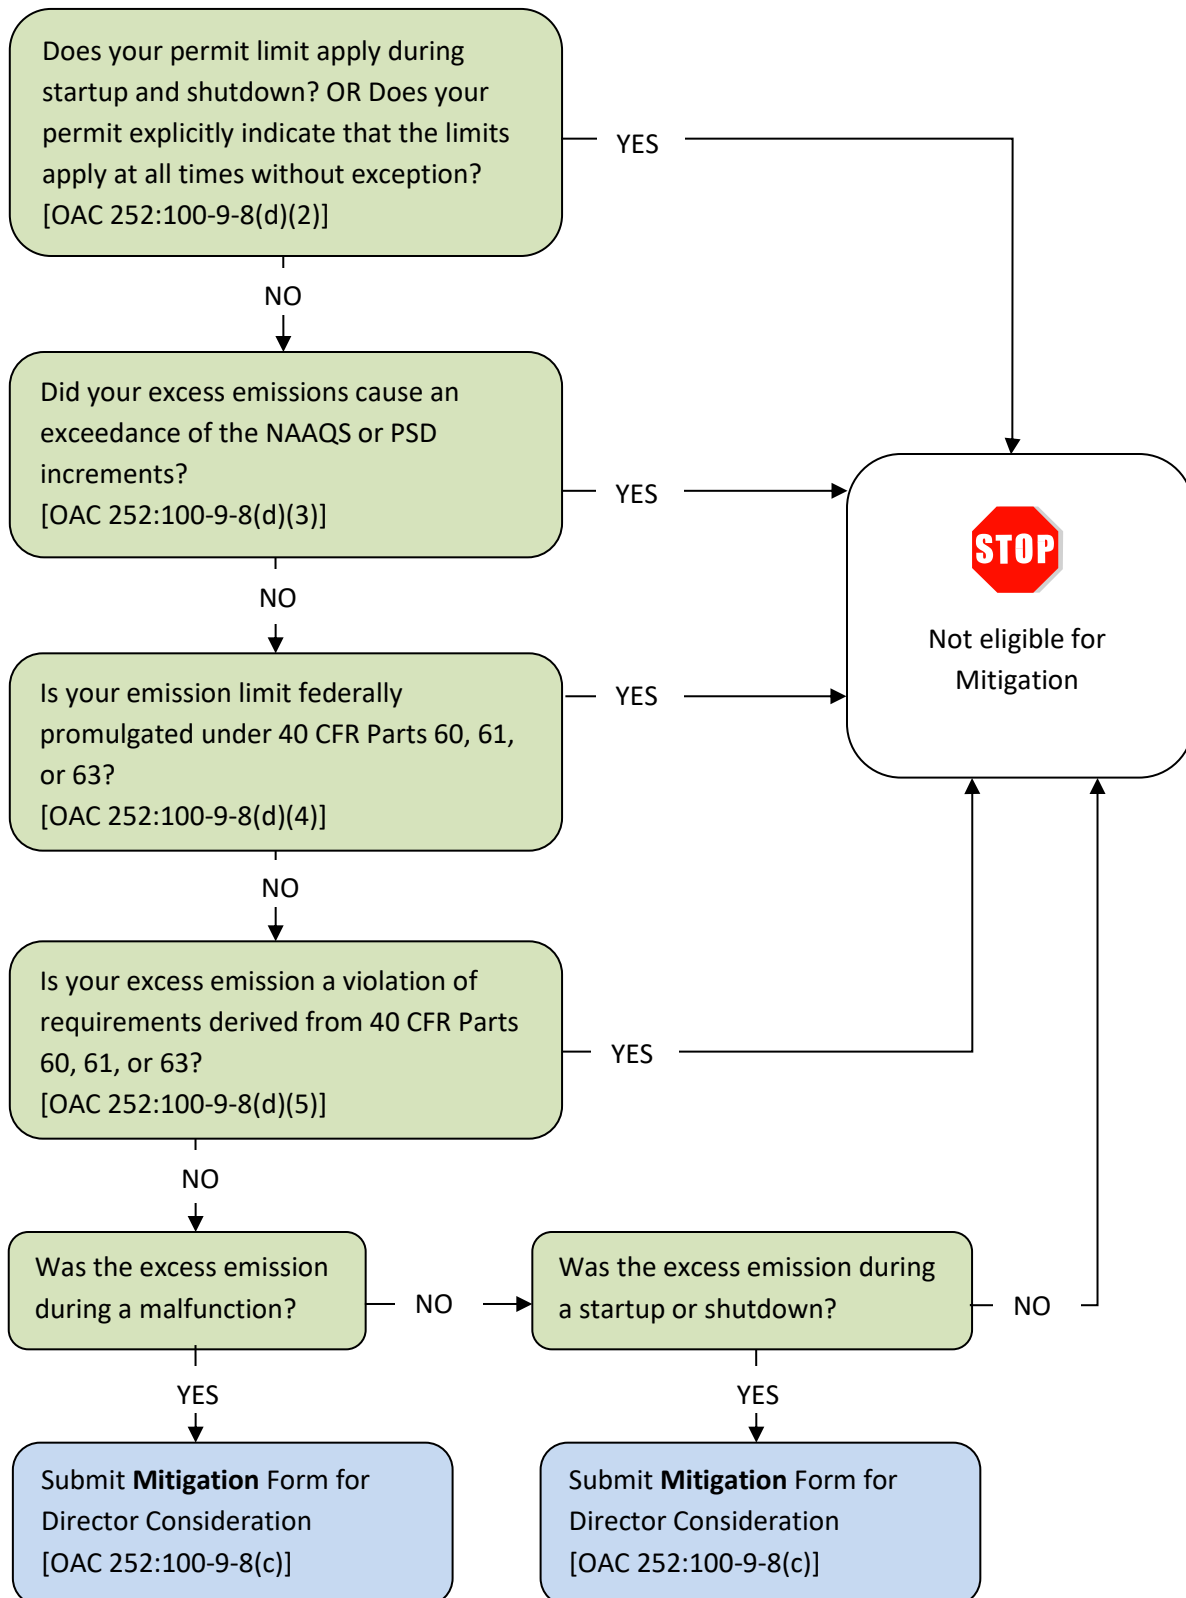 Does your permit limit apply during
startup and shutdown? OR Does your
permit explicitly indicate that the limits
apply at all times without exception?
[OAC 252:100-9-8(d)(2)]
YES
NO
Did your excess emissions cause an
exceedance of the NAAQS or PSD
increments?
[OAC 252:100-9-8(d)(3)]
YES
STOP
Not eligible for
Mitigation
NO
Is your emission limit federally
promulgated under 40 CFR Parts 60, 61,
or 63?
[OAC 252:100-9-8(d)(4)]
YES
NO
Is your excess emission a violation of
requirements derived from 40 CFR Parts
60, 61, or 63?
[OAC 252:100-9-8(d)(5)]
YES
NO
Was the excess emission
during a malfunction?
NO
Was the excess emission during
a startup or shutdown?
NO
YES
YES
Submit Mitigation Form for
Director Consideration
[OAC 252:100-9-8(c)]
Submit Mitigation Form for
Director Consideration
[OAC 252:100-9-8(c)]